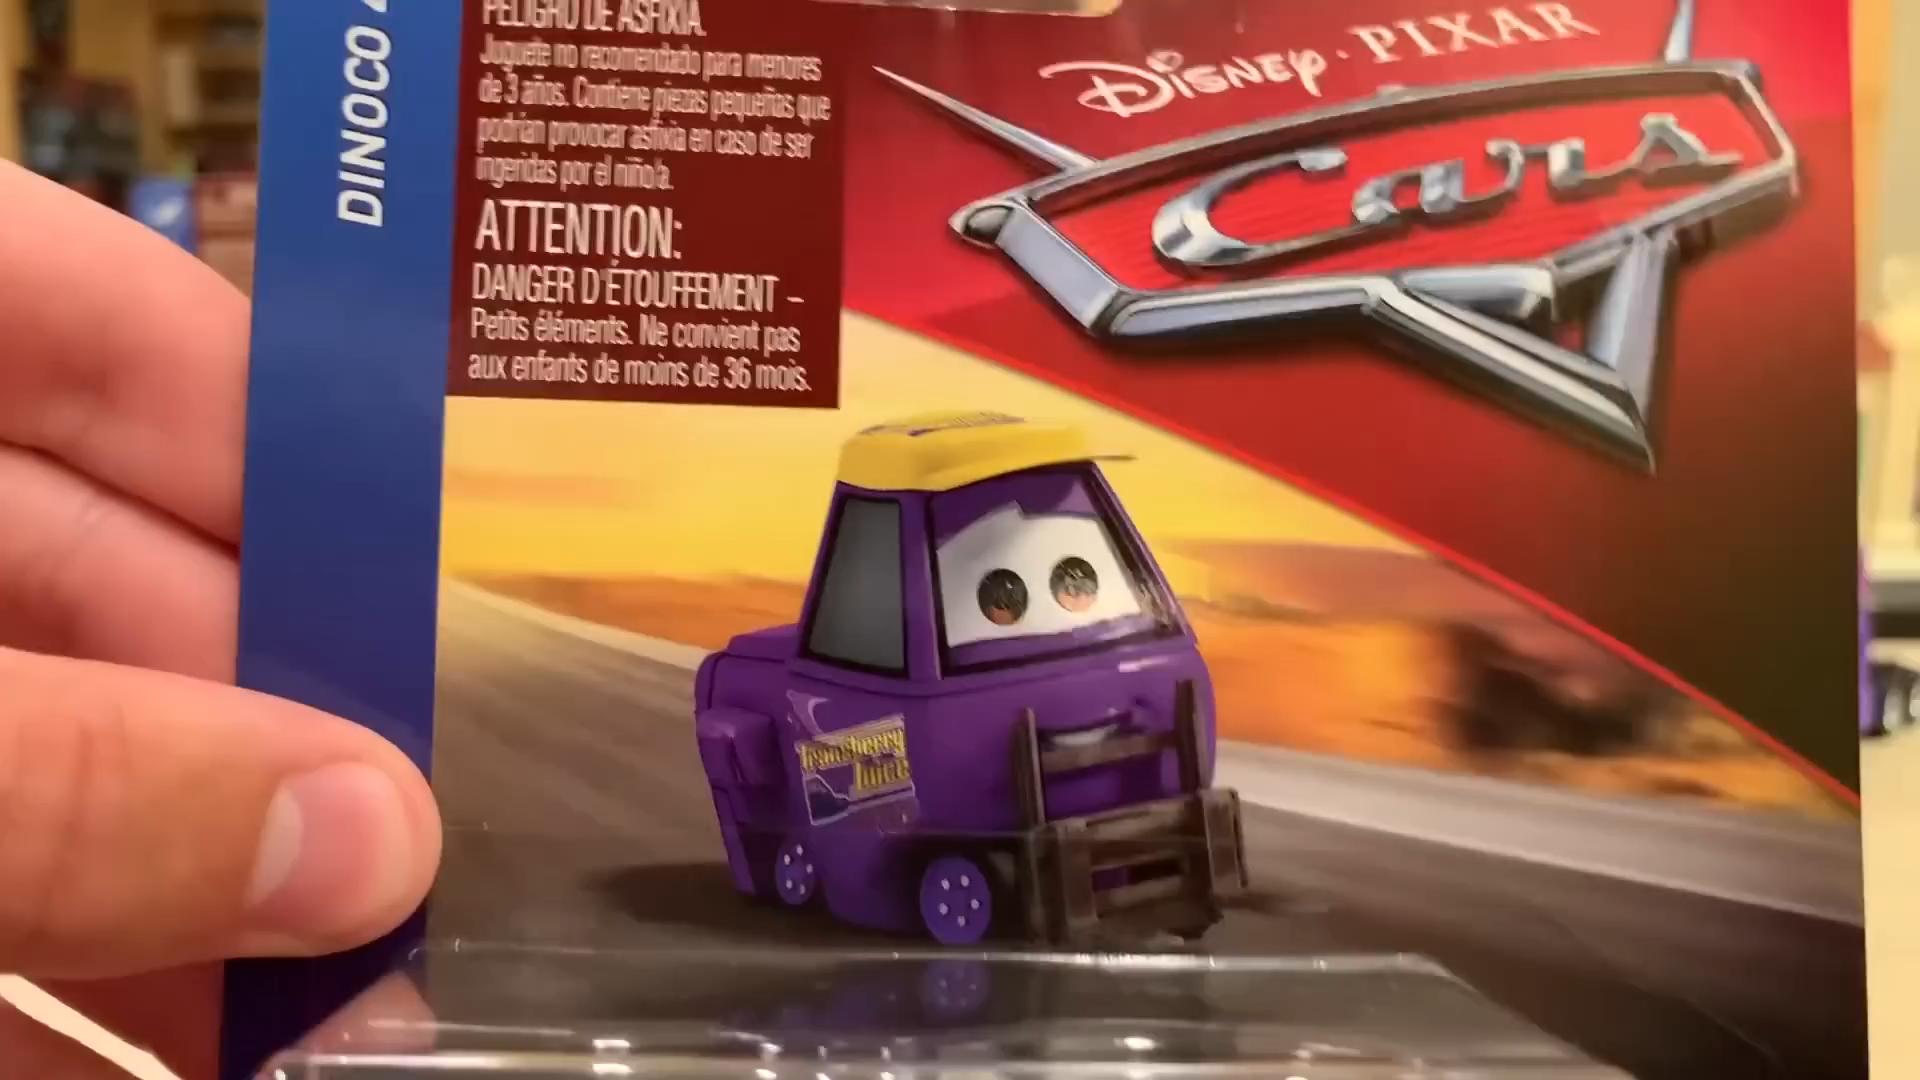 DINOCO
PELIGRO DE ASFIXIA.
Juguete no recomendado para menores
de 3 años. Contiene piezas pequeñas que
podrían provocar asfixia en caso de ser
ingeridas por el niño/a.
ATTENTION:
DANGER D'ÉTOUFFEMENT –
Petits éléments. Ne convient pas
aux enfants de moins de 36 mois.
DISNEY · PIXAR
Cars
Transberry
Juice